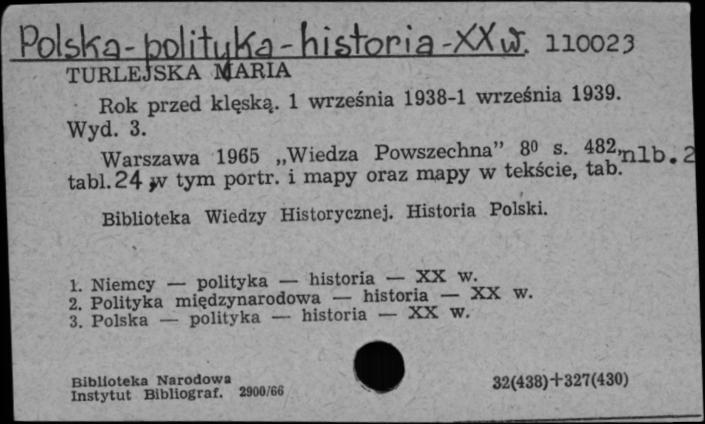 Polska-polityka-historia-XX w. 110023
TURLEJSKA MARIA
Rok przed klęską. 1 września 1938-1 września 1939.
Wyd. 3.
Warszawa 1965 „Wiedza Powszechna” 8⁰ s. 482, nlb. 2
tabl. 24 w tym portr. i mapy oraz mapy w tekście, tab.
Biblioteka Wiedzy Historycznej. Historia Polski.
1. Niemcy — polityka — historia — XX w.
2. Polityka międzynarodowa — historia — XX w.
3. Polska — polityka — historia — XX w.
Biblioteka Narodowa
Instytut Bibliograf. 2900/66
32(438)+327(430)